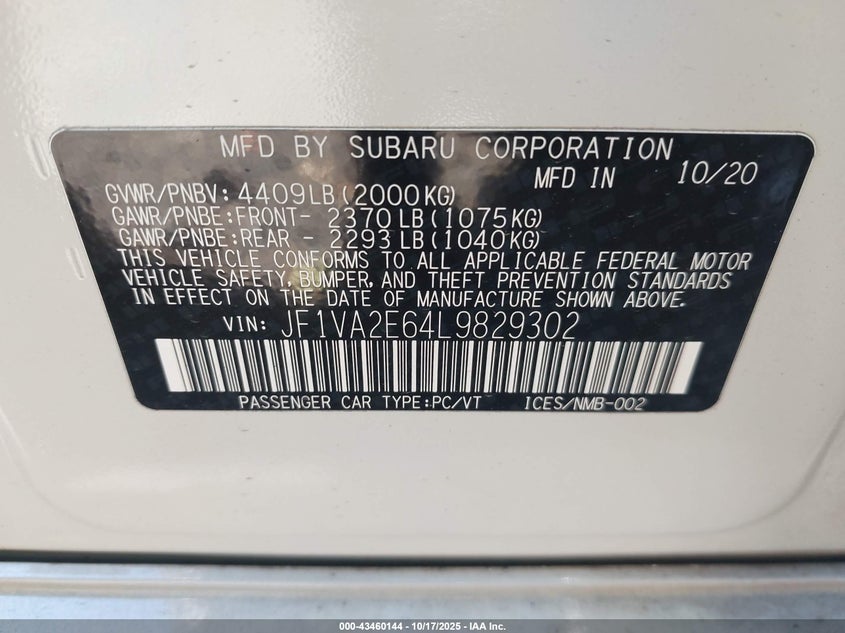 MFD BY SUBARU CORPORATION
MFD IN 10/20
GVWR/PNBV: 4409LB(2000KG)
GAWR/PNBE:FRONT- 2370LB(1075KG)
GAWR/PNBE:REAR - 2293LB(1040KG)
THIS VEHICLE CONFORMS TO ALL APPLICABLE FEDERAL MOTOR
VEHICLE SAFETY, BUMPER, AND THEFT PREVENTION STANDARDS
IN EFFECT ON THE DATE OF MANUFACTURE SHOWN ABOVE.
VIN: JF1VA2E64L9829302
PASSENGER CAR TYPE:PC/VT ICES/NMB-002
000-43460144 - 10/17/2025 - IAA Inc.